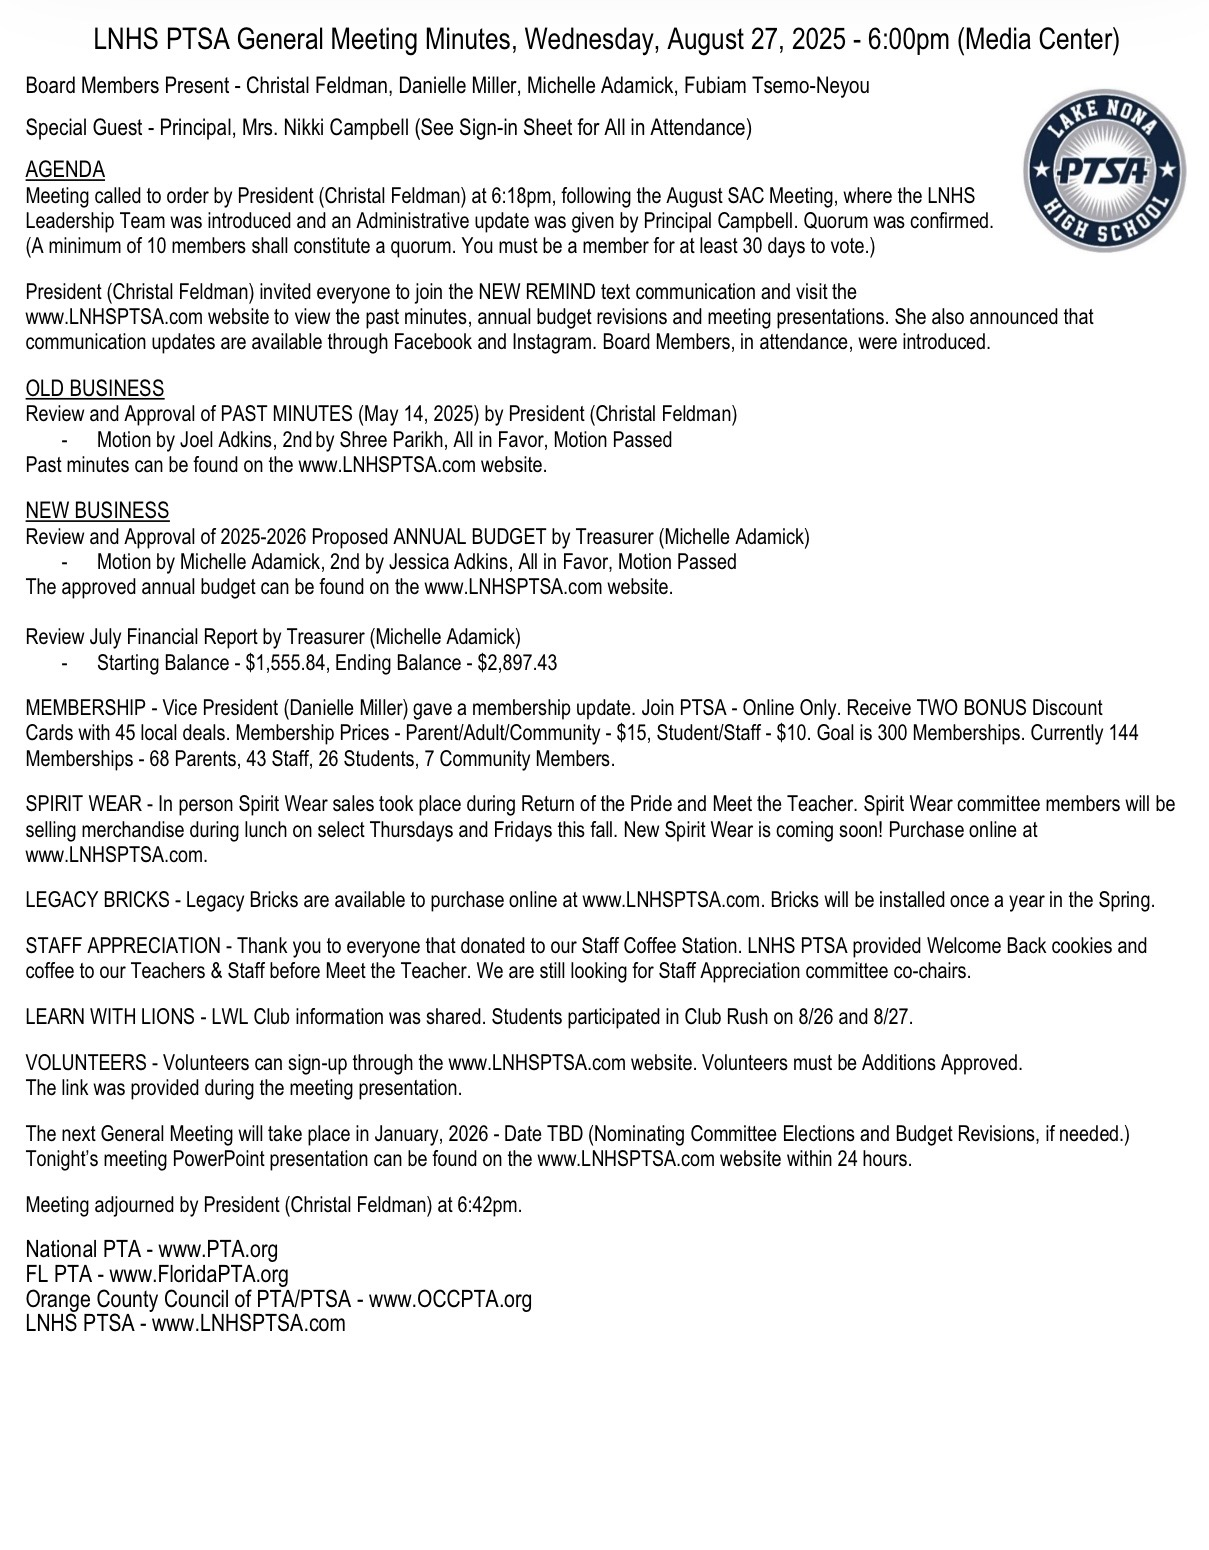 LNHS PTSA General Meeting Minutes, Wednesday, August 27, 2025 - 6:00pm (Media Center)
Board Members Present - Christal Feldman, Danielle Miller, Michelle Adamick, Fubiam Tsemo-Neyou
Special Guest - Principal, Mrs. Nikki Campbell (See Sign-in Sheet for All in Attendance)
LAKE NONA
PTSA
HIGH SCHOOL
AGENDA
Meeting called to order by President (Christal Feldman) at 6:18pm, following the August SAC Meeting, where the LNHS
Leadership Team was introduced and an Administrative update was given by Principal Campbell. Quorum was confirmed.
(A minimum of 10 members shall constitute a quorum. You must be a member for at least 30 days to vote.)
President (Christal Feldman) invited everyone to join the NEW REMIND text communication and visit the
www.LNHSPTSA.com website to view the past minutes, annual budget revisions and meeting presentations. She also announced that
communication updates are available through Facebook and Instagram. Board Members, in attendance, were introduced.
OLD BUSINESS
Review and Approval of PAST MINUTES (May 14, 2025) by President (Christal Feldman)
- Motion by Joel Adkins, 2nd by Shree Parikh, All in Favor, Motion Passed
Past minutes can be found on the www.LNHSPTSA.com website.
NEW BUSINESS
Review and Approval of 2025-2026 Proposed ANNUAL BUDGET by Treasurer (Michelle Adamick)
- Motion by Michelle Adamick, 2nd by Jessica Adkins, All in Favor, Motion Passed
The approved annual budget can be found on the www.LNHSPTSA.com website.
Review July Financial Report by Treasurer (Michelle Adamick)
- Starting Balance - $1,555.84, Ending Balance - $2,897.43
MEMBERSHIP - Vice President (Danielle Miller) gave a membership update. Join PTSA - Online Only. Receive TWO BONUS Discount
Cards with 45 local deals. Membership Prices - Parent/Adult/Community - $15, Student/Staff - $10. Goal is 300 Memberships. Currently 144
Memberships - 68 Parents, 43 Staff, 26 Students, 7 Community Members.
SPIRIT WEAR - In person Spirit Wear sales took place during Return of the Pride and Meet the Teacher. Spirit Wear committee members will be
selling merchandise during lunch on select Thursdays and Fridays this fall. New Spirit Wear is coming soon! Purchase online at
www.LNHSPTSA.com.
LEGACY BRICKS - Legacy Bricks are available to purchase online at www.LNHSPTSA.com. Bricks will be installed once a year in the Spring.
STAFF APPRECIATION - Thank you to everyone that donated to our Staff Coffee Station. LNHS PTSA provided Welcome Back cookies and
coffee to our Teachers & Staff before Meet the Teacher. We are still looking for Staff Appreciation committee co-chairs.
LEARN WITH LIONS - LWL Club information was shared. Students participated in Club Rush on 8/26 and 8/27.
VOLUNTEERS - Volunteers can sign-up through the www.LNHSPTSA.com website. Volunteers must be Additions Approved.
The link was provided during the meeting presentation.
The next General Meeting will take place in January, 2026 - Date TBD (Nominating Committee Elections and Budget Revisions, if needed.)
Tonight's meeting PowerPoint presentation can be found on the www.LNHSPTSA.com website within 24 hours.
Meeting adjourned by President (Christal Feldman) at 6:42pm.
National PTA - www.PTA.org
FL PTA - www.FloridaPTA.org
Orange County Council of PTA/PTSA - www.OCCPTA.org
LNHS PTSA - www.LNHSPTSA.com